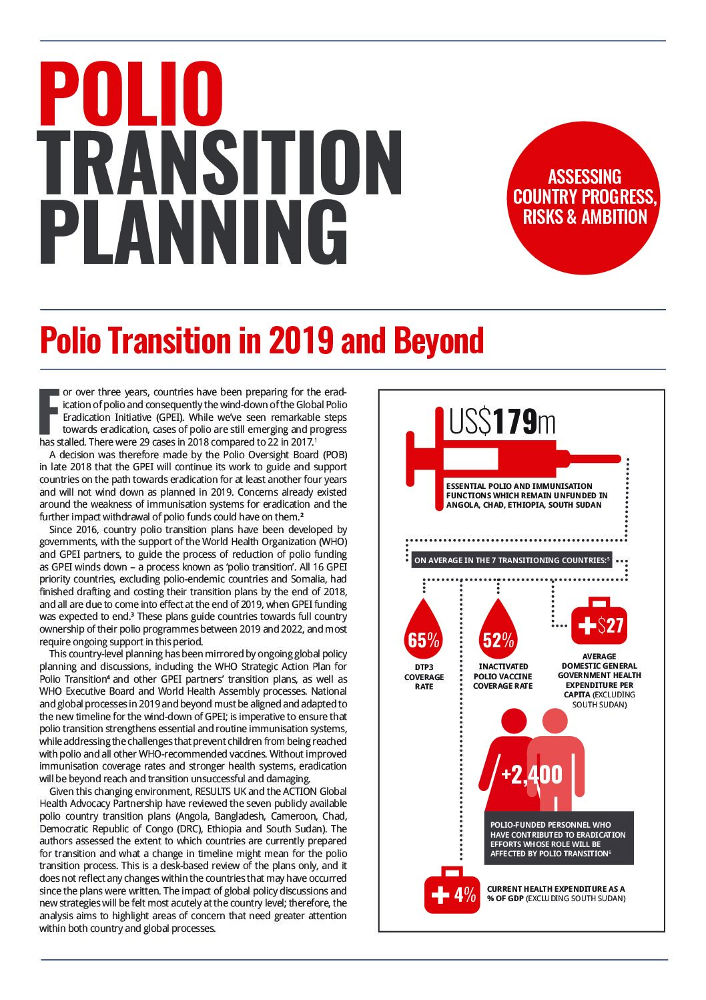 POLIO
TRANSITION
PLANNING
ASSESSING
COUNTRY PROGRESS,
RISKS & AMBITION
Polio Transition in 2019 and Beyond
For over three years, countries have been preparing for the erad-
ication of polio and consequently the wind-down of the Global Polio
Eradication Initiative (GPEI). While we’ve seen remarkable steps
towards eradication, cases of polio are still emerging and progress
has stalled. There were 29 cases in 2018 compared to 22 in 2017.¹
A decision was therefore made by the Polio Oversight Board (POB)
in late 2018 that the GPEI will continue its work to guide and support
countries on the path towards eradication for at least another four years
and will not wind down as planned in 2019. Concerns already existed
around the weakness of immunisation systems for eradication and the
further impact withdrawal of polio funds could have on them.²
Since 2016, country polio transition plans have been developed by
governments, with the support of the World Health Organization (WHO)
and GPEI partners, to guide the process of reduction of polio funding
as GPEI winds down – a process known as ‘polio transition’. All 16 GPEI
priority countries, excluding polio-endemic countries and Somalia, had
finished drafting and costing their transition plans by the end of 2018,
and all are due to come into effect at the end of 2019, when GPEI funding
was expected to end.³ These plans guide countries towards full country
ownership of their polio programmes between 2019 and 2022, and most
require ongoing support in this period.
This country-level planning has been mirrored by ongoing global policy
planning and discussions, including the WHO Strategic Action Plan for
Polio Transition⁴ and other GPEI partners’ transition plans, as well as
WHO Executive Board and World Health Assembly processes. National
and global processes in 2019 and beyond must be aligned and adapted to
the new timeline for the wind-down of GPEI; is imperative to ensure that
polio transition strengthens essential and routine immunisation systems,
while addressing the challenges that prevent children from being reached
with polio and all other WHO-recommended vaccines. Without improved
immunisation coverage rates and stronger health systems, eradication
will be beyond reach and transition unsuccessful and damaging.
Given this changing environment, RESULTS UK and the ACTION Global
Health Advocacy Partnership have reviewed the seven publicly available
polio country transition plans (Angola, Bangladesh, Cameroon, Chad,
Democratic Republic of Congo (DRC), Ethiopia and South Sudan). The
authors assessed the extent to which countries are currently prepared
for transition and what a change in timeline might mean for the polio
transition process. This is a desk-based review of the plans only, and it
does not reflect any changes within the countries that may have occurred
since the plans were written. The impact of global policy discussions and
new strategies will be felt most acutely at the country level; therefore, the
analysis aims to highlight areas of concern that need greater attention
within both country and global processes.
US$179m
ESSENTIAL POLIO AND IMMUNISATION
FUNCTIONS WHICH REMAIN UNFUNDED IN
ANGOLA, CHAD, ETHIOPIA, SOUTH SUDAN
ON AVERAGE IN THE 7 TRANSITIONING COUNTRIES:⁵
65%
DTP3
COVERAGE
RATE
52%
INACTIVATED
POLIO VACCINE
COVERAGE RATE
$27
AVERAGE
DOMESTIC GENERAL
GOVERNMENT HEALTH
EXPENDITURE PER
CAPITA (EXCLUDING
SOUTH SUDAN)
+2,400
POLIO-FUNDED PERSONNEL WHO
HAVE CONTRIBUTED TO ERADICATION
EFFORTS WHOSE ROLE WILL BE
AFFECTED BY POLIO TRANSITION⁶
4%
CURRENT HEALTH EXPENDITURE AS A
% OF GDP (EXCLUDING SOUTH SUDAN)